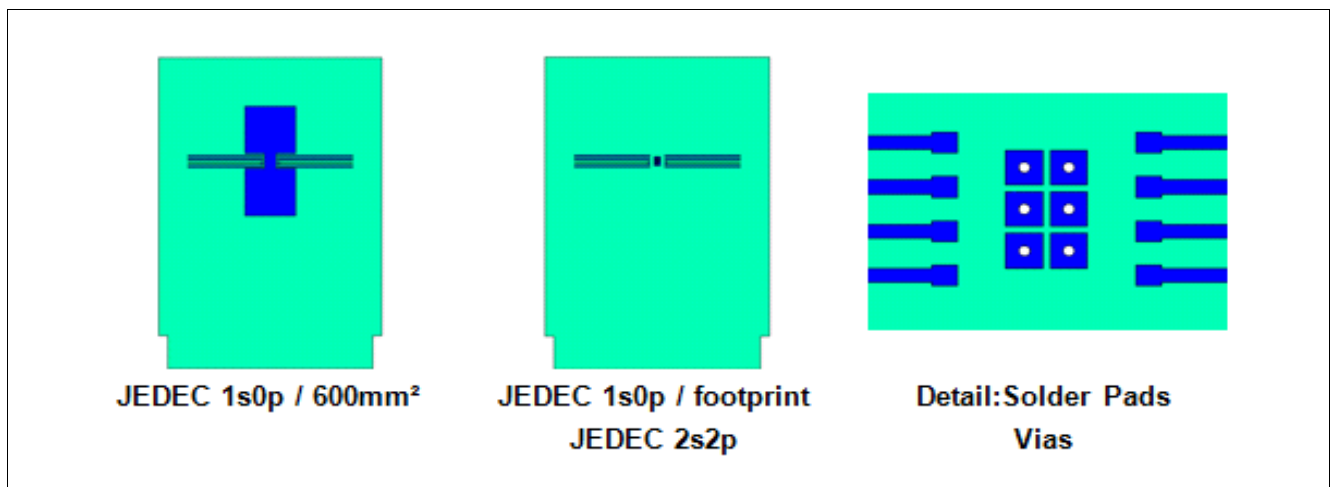 JEDEC 1s0p / 600mm²
JEDEC 1s0p / footprint
JEDEC 2s2p
Detail:Solder Pads
Vias